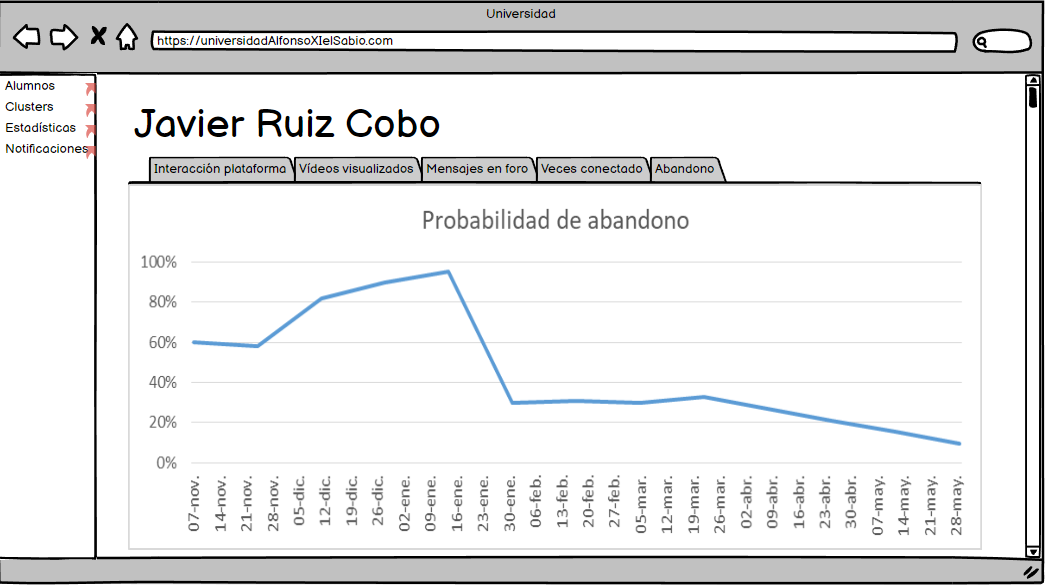 Universidad
https://universidadAlfonsoXIelSabio.com
Alumnos
Clusters
Estadísticas
Notificaciones
Javier Ruiz Cobo
Interacción plataforma
Vídeos visualizados
Mensajes en foro
Veces conectado
Abandono
Probabilidad de abandono
100%
80%
60%
40%
20%
0%
07-nov.
14-nov.
21-nov.
28-nov.
05-dic.
12-dic.
19-dic.
26-dic.
02-ene.
09-ene.
16-ene.
23-ene.
30-ene.
06-feb.
13-feb.
20-feb.
27-feb.
05-mar.
12-mar.
19-mar.
26-mar.
02-abr.
09-abr.
16-abr.
23-abr.
30-abr.
07-may.
14-may.
21-may.
28-may.